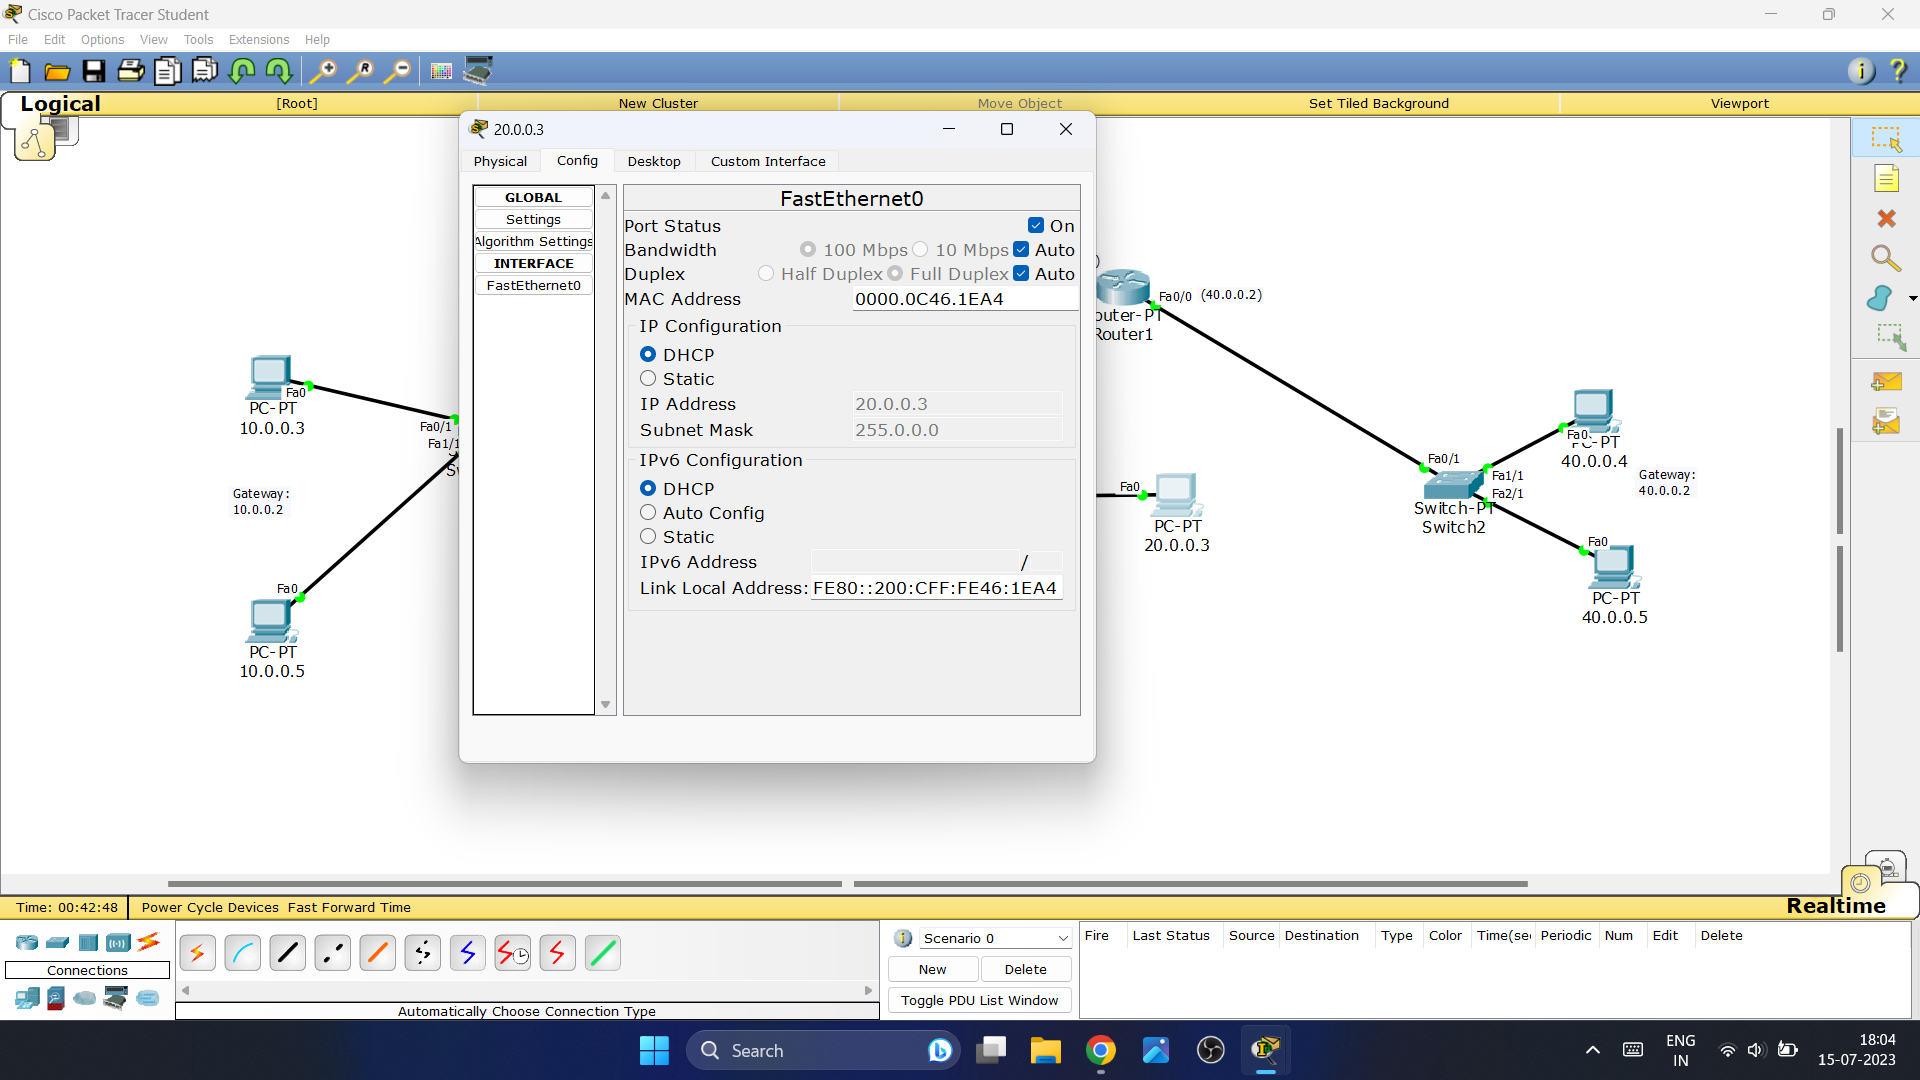 Cisco Packet Tracer Student
File Edit Options View Tools Extensions Help
Logical [Root] New Cluster Move Object Set Tiled Background Viewport
20.0.0.3
Physical Config Desktop Custom Interface
GLOBAL
Settings
Algorithm Settings
INTERFACE
FastEthernet0
FastEthernet0
Port Status On
Bandwidth 100 Mbps 10 Mbps Auto
Duplex Half Duplex Full Duplex Auto
MAC Address 0000.0C46.1EA4
IP Configuration
DHCP
Static
IP Address 20.0.0.3
Subnet Mask 255.0.0.0
IPv6 Configuration
DHCP
Auto Config
Static
IPv6 Address /
Link Local Address: FE80::200:CFF:FE46:1EA4
Fa0
PC-PT
10.0.0.3
Fa0/1
Fa1/1
Gateway:
10.0.0.2
Fa0
PC-PT
10.0.0.5
)
Fa0/0 (40.0.0.2)
outer-PT
Router1
Fa0
PC-PT
20.0.0.3
Fa0/1
Fa1/1
Fa2/1
Switch-PT
Switch2
Fa0
PC-PT
40.0.0.4
Gateway:
40.0.0.2
Fa0
PC-PT
40.0.0.5
Time: 00:42:48 Power Cycle Devices Fast Forward Time Realtime
Connections
Automatically Choose Connection Type
Scenario 0
New Delete
Toggle PDU List Window
Fire Last Status Source Destination Type Color Time(sec Periodic Num Edit Delete
Search
ENG
IN
18:04
15-07-2023